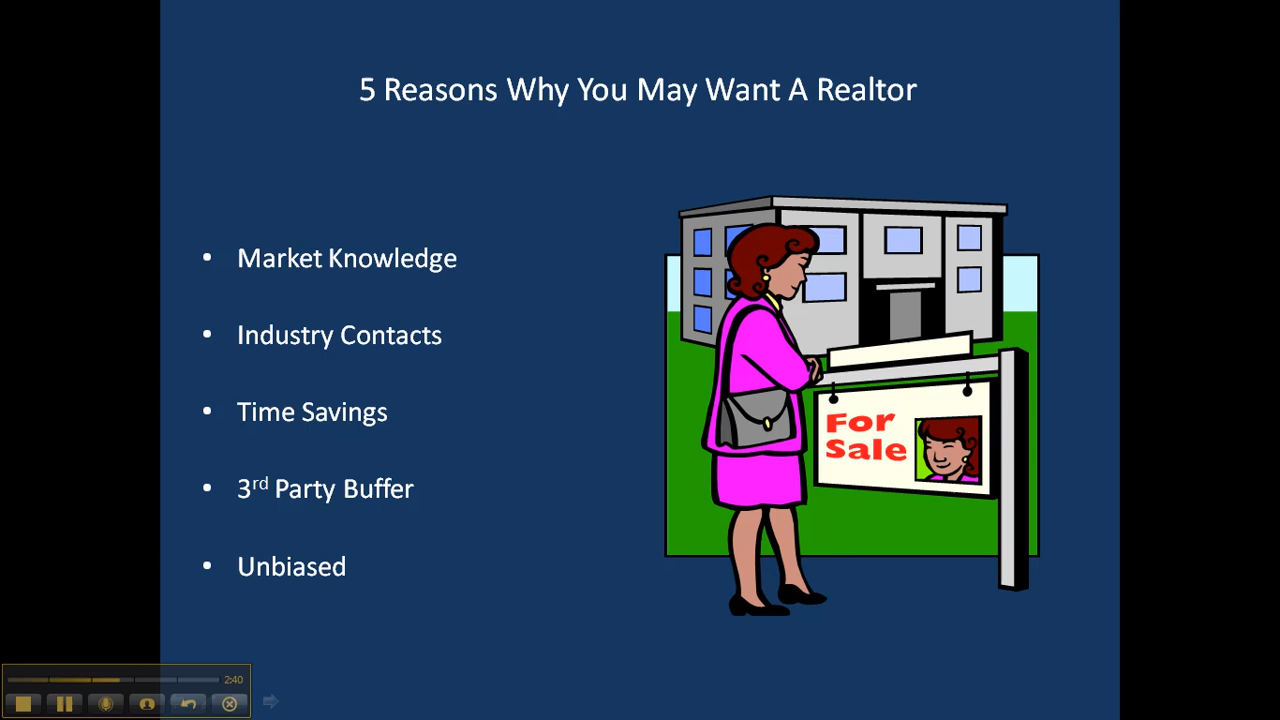 5 Reasons Why You May Want A Realtor
• Market Knowledge
• Industry Contacts
• Time Savings
• 3rd Party Buffer
• Unbiased
For
Sale
2:40